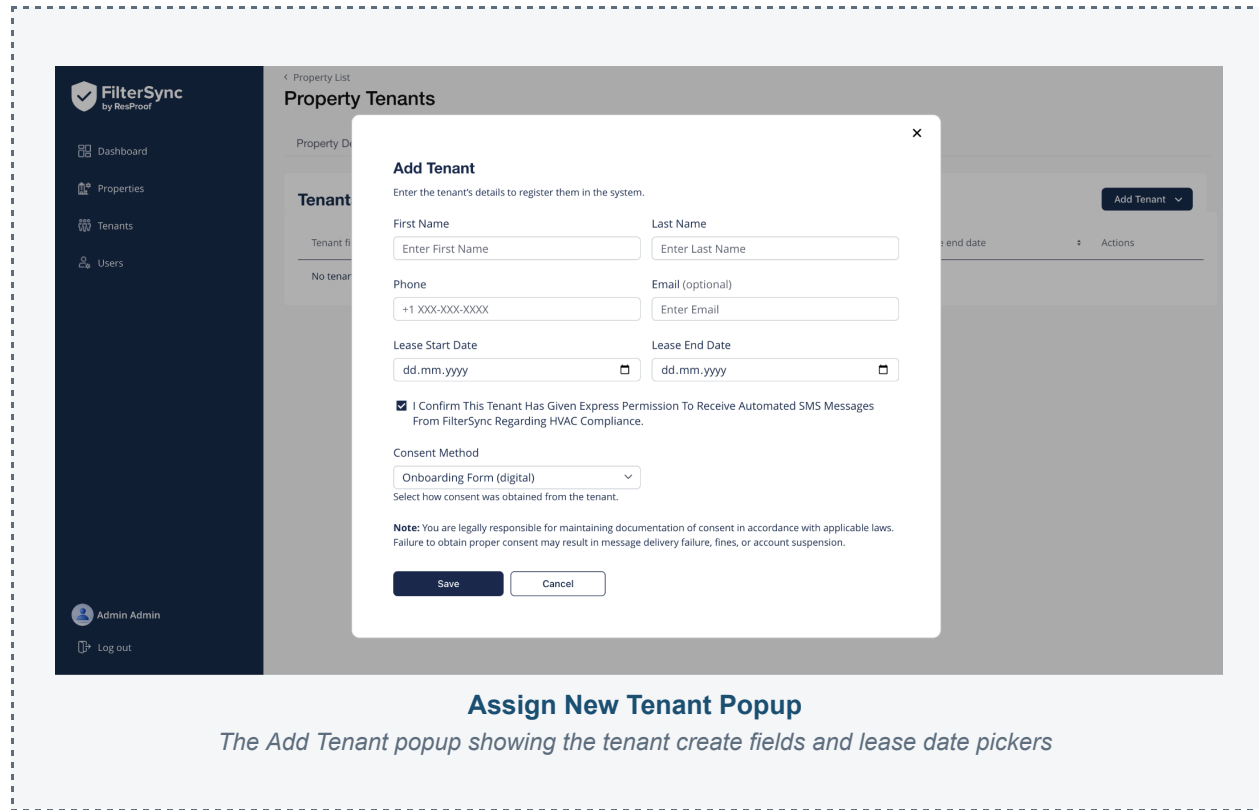 FilterSync
by ResProof
Dashboard
Properties
Tenants
Users
Admin Admin
Log out
Property List
Property Tenants
Property De
Tenant
Add Tenant
Tenant fi
e end date
Actions
No tenan
Add Tenant
Enter the tenant's details to register them in the system.
First Name
Last Name
Enter First Name
Enter Last Name
Phone
Email (optional)
+1 XXX-XXX-XXXX
Enter Email
Lease Start Date
Lease End Date
dd.mm.yyyy
dd.mm.yyyy
I Confirm This Tenant Has Given Express Permission To Receive Automated SMS Messages
From FilterSync Regarding HVAC Compliance.
Consent Method
Onboarding Form (digital)
Select how consent was obtained from the tenant.
Note: You are legally responsible for maintaining documentation of consent in accordance with applicable laws.
Failure to obtain proper consent may result in message delivery failure, fines, or account suspension.
Save
Cancel
Assign New Tenant Popup
The Add Tenant popup showing the tenant create fields and lease date pickers